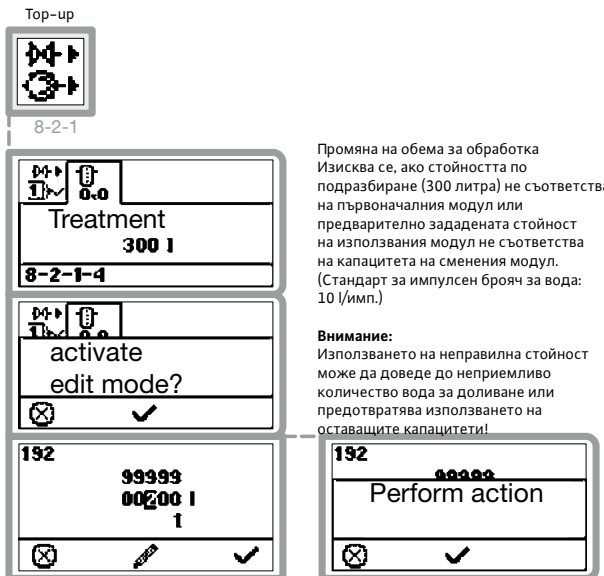 Top-up
8-2-1
0.0
Treatment
300 l
8-2-1-4
Промяна на обема за обработка
Изисква се, ако стойността по
подразбиране (300 литра) не съответства
на първоначалния модул или
предварително зададената стойност
на използвания модул не съответства
на капацитета на сменения модул.
(Стандарт за импулсен брояч за вода:
10 l/имп.)
Внимание:
Използването на неправилна стойност
може да доведе до неприемливо
количество вода за доливане или
предотвратява използването на
оставащите капацитети!
activate
edit mode?
192
99999
00200 l
1
192
99999
Perform action